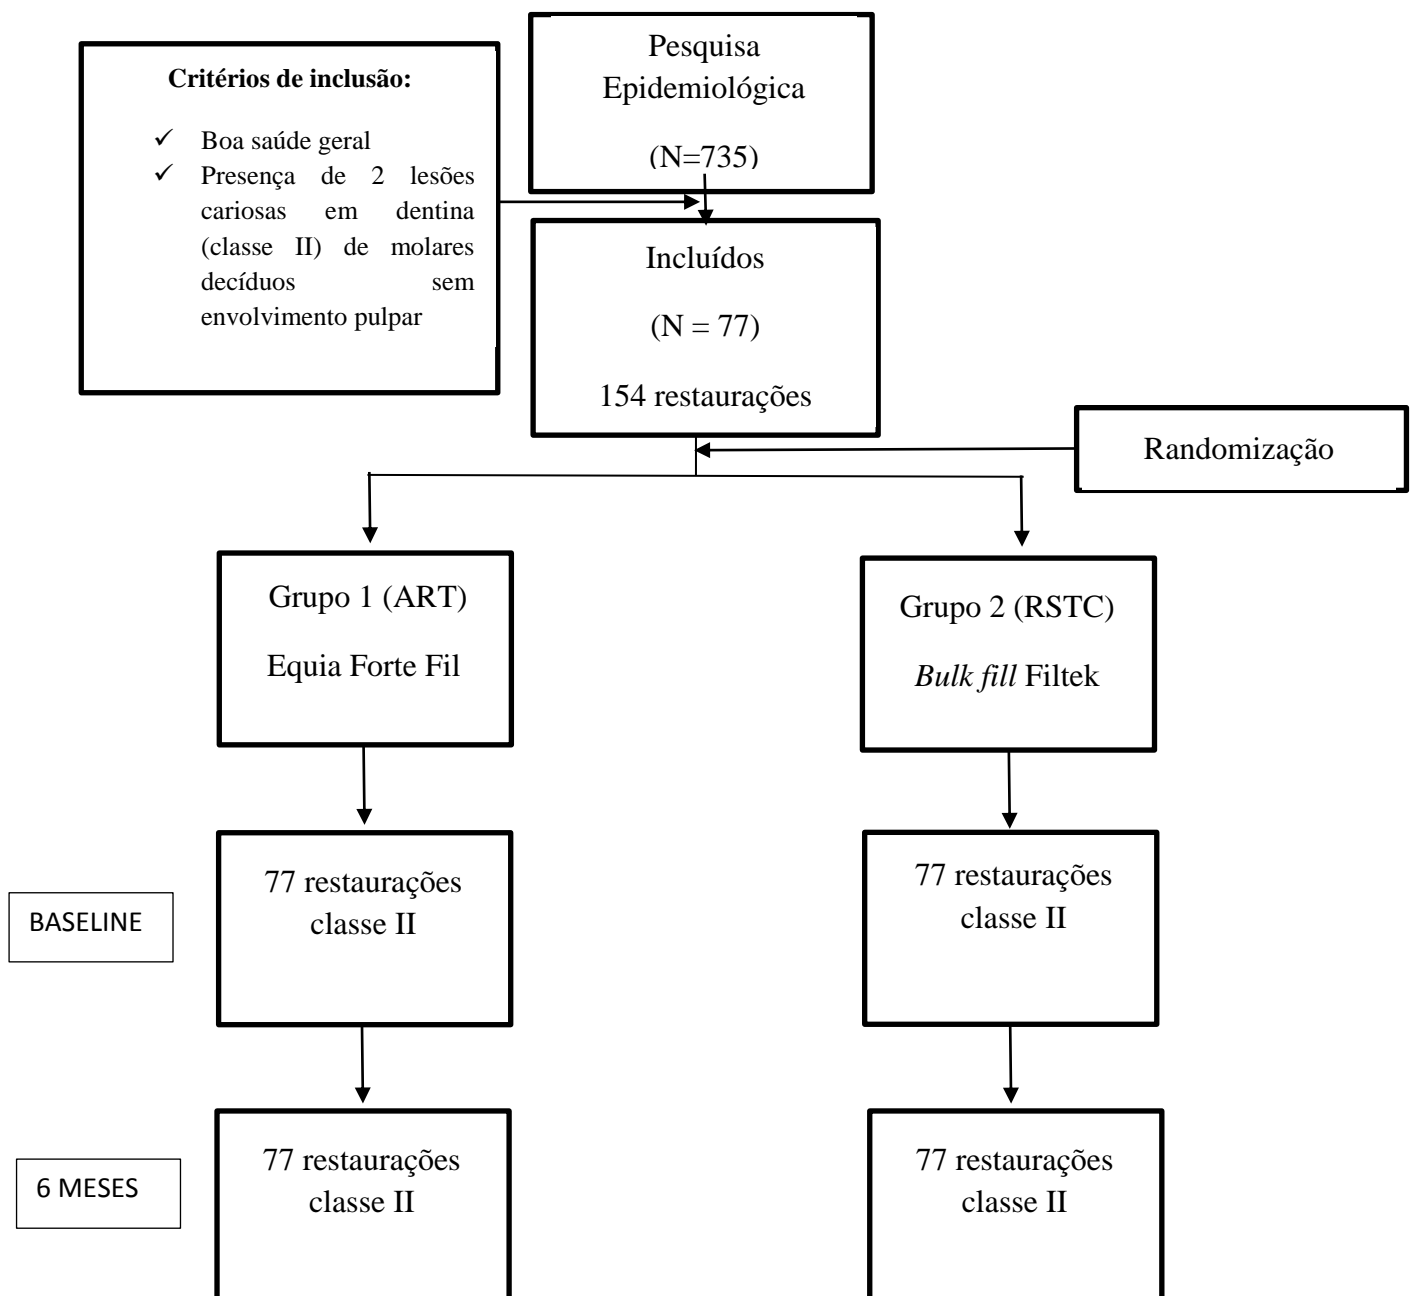 Pesquisa
Epidemiológica
(N=735)
Critérios de inclusão:
✓ Boa saúde geral
✓ Presença de 2 lesões
cariosas em dentina
(classe II) de molares
decíduos sem
envolvimento pulpar
Incluídos
(N = 77)
154 restaurações
Randomização
Grupo 1 (ART)
Equia Forte Fil
Grupo 2 (RSTC)
Bulk fill Filtek
BASELINE
77 restaurações
classe II
77 restaurações
classe II
6 MESES
77 restaurações
classe II
77 restaurações
classe II